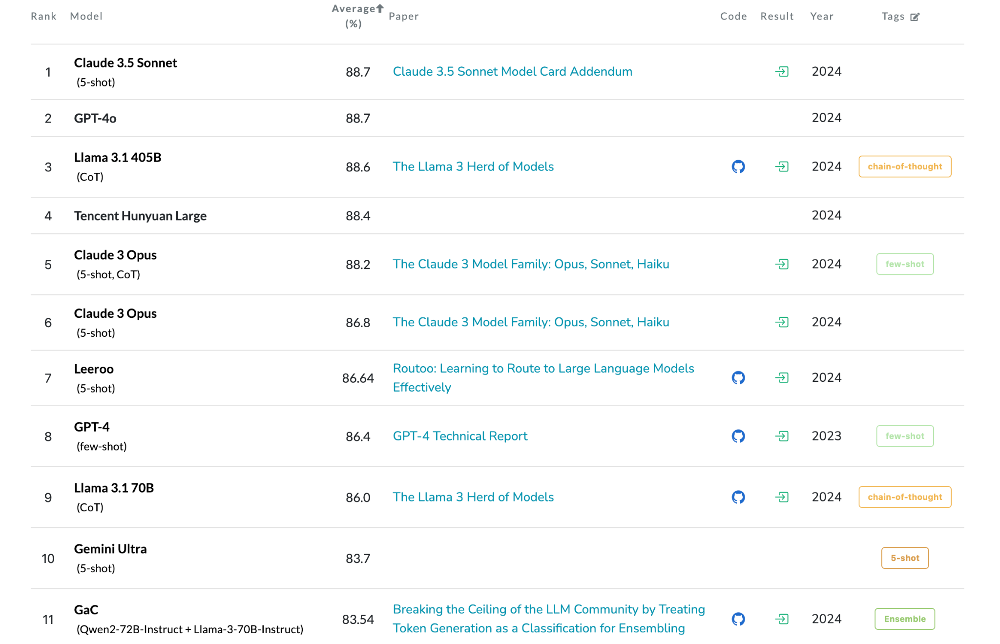 Rank Model Average (%) Paper Code Result Year Tags
1 Claude 3.5 Sonnet 88.7 Claude 3.5 Sonnet Model Card Addendum 2024
(5-shot)
2 GPT-4o 88.7 2024
3 Llama 3.1 405B 88.6 The Llama 3 Herd of Models 2024 chain-of-thought
(CoT)
4 Tencent Hunyuan Large 88.4 2024
5 Claude 3 Opus 88.2 The Claude 3 Model Family: Opus, Sonnet, Haiku 2024 few-shot
(5-shot, CoT)
6 Claude 3 Opus 86.8 The Claude 3 Model Family: Opus, Sonnet, Haiku 2024
(5-shot)
7 Leeroo 86.64 Routoo: Learning to Route to Large Language Models 2024
(5-shot) Effectively
8 GPT-4 86.4 GPT-4 Technical Report 2023 few-shot
(few-shot)
9 Llama 3.1 70B 86.0 The Llama 3 Herd of Models 2024 chain-of-thought
(CoT)
10 Gemini Ultra 83.7 5-shot
(5-shot)
11 GaC 83.54 Breaking the Ceiling of the LLM Community by Treating 2024 Ensemble
(Qwen2-72B-Instruct + Llama-3-70B-Instruct) Token Generation as a Classification for Ensembling